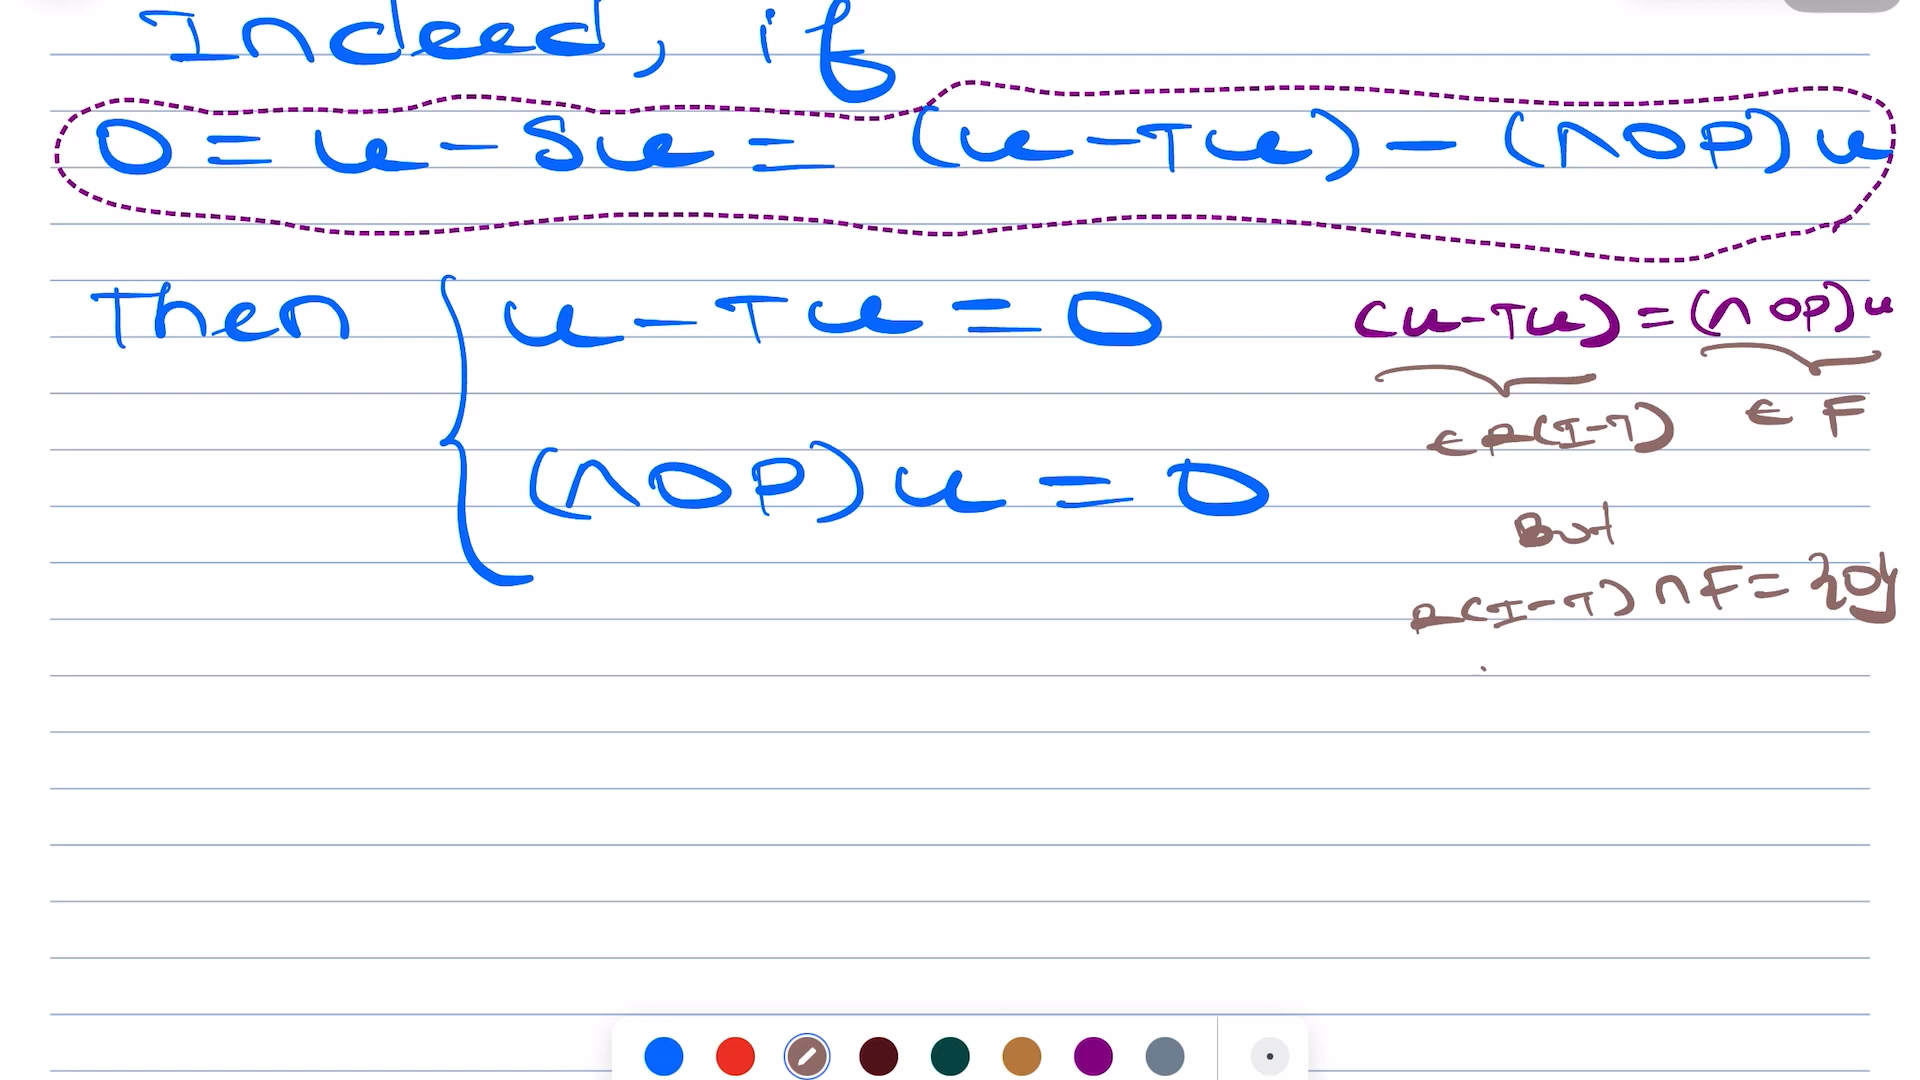 Indeed, if
0 = u - Su = (u - Tu) - (ΛOP)u
Then { u - Tu = 0
(ΛOP)u = 0
(u-Tu) = (ΛOP)u
∈ R(I-T)
∈ F
But
R(I-T) ∩ F = {0}